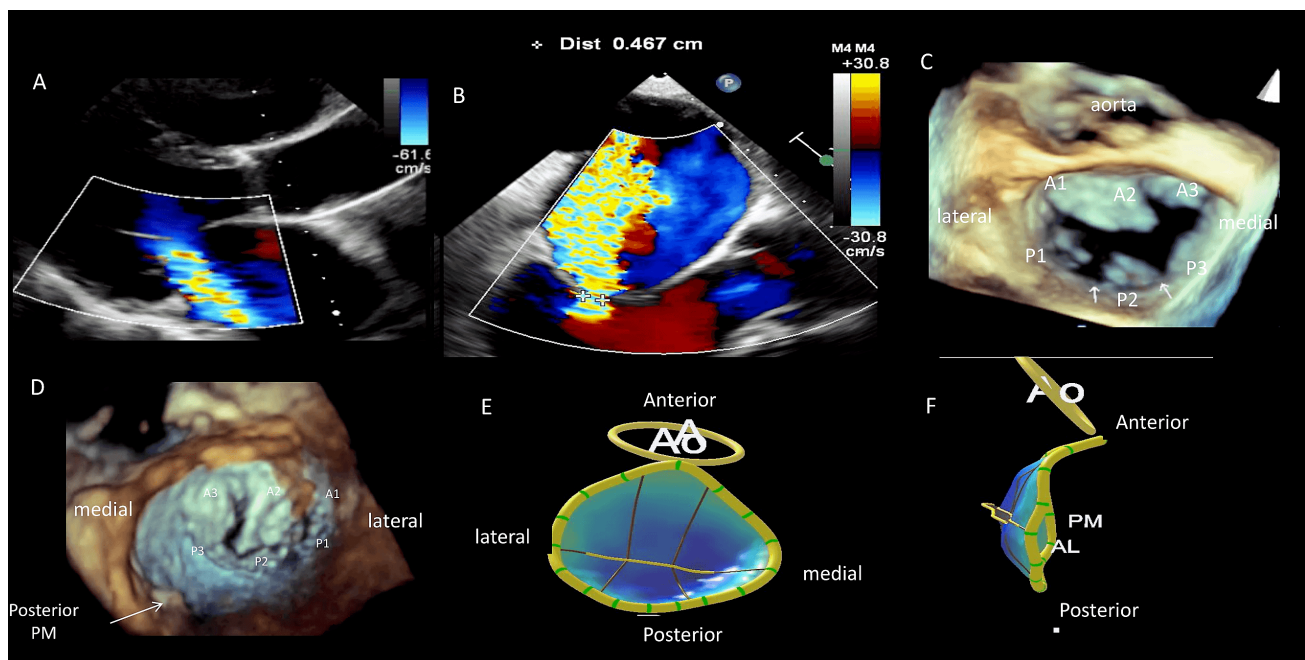 A
-61.6
cm/s
Dist 0.467 cm
B
P
M4 M4
+30.8
-30.8
cm/s
C
aorta
A1
A2
A3
lateral
medial
P1
P3
P2
D
A3
A2
A1
medial
lateral
P3
P2
P1
Posterior
PM
E
Anterior
Ao
A
lateral
medial
Posterior
F
AO
Anterior
PM
AL
Posterior